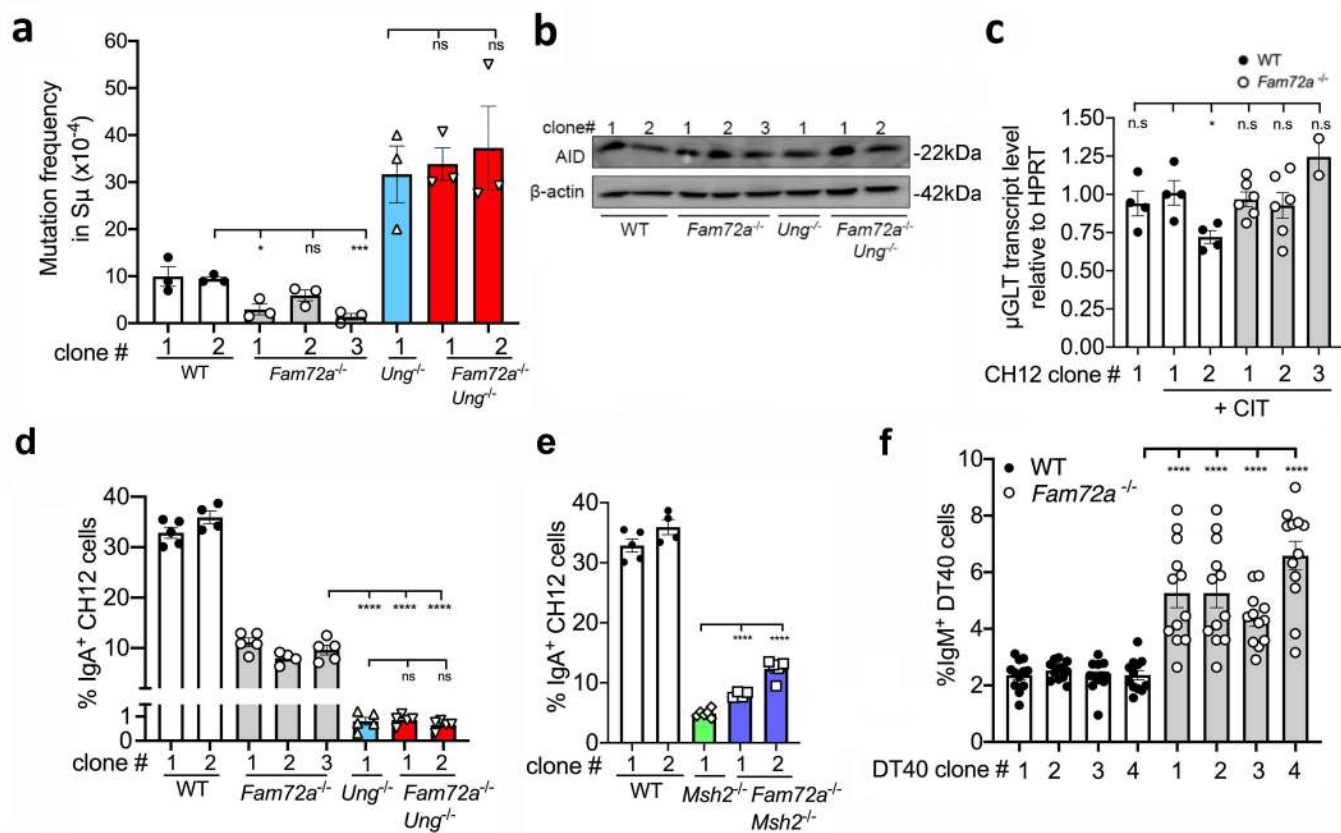 a
Mutation frequency
in Sμ (x10⁻⁴)
60
50
40
30
20
10
0
ns
ns
*
ns
***
clone #
1
2
1
2
3
1
1
2
WT
Fam72a⁻/⁻
Ung⁻/⁻
Fam72a⁻/⁻
Ung⁻/⁻
b
clone#
1
2
1
2
3
1
1
2
AID
-22kDa
β-actin
-42kDa
WT
Fam72a⁻/⁻
Ung⁻/⁻
Fam72a⁻/⁻
Ung⁻/⁻
c
WT
Fam72a⁻/⁻
μGLT transcript level
relative to HPRT
1.50
1.25
1.00
0.75
0.50
0.25
0.00
n.s
n.s
*
n.s
n.s
n.s
CH12 clone #
1
1
2
1
2
3
+ CIT
d
% IgA⁺ CH12 cells
40
30
20
10
1
0
****
****
****
ns
ns
clone #
1
2
1
2
3
1
1
2
WT
Fam72a⁻/⁻
Ung⁻/⁻
Fam72a⁻/⁻
Ung⁻/⁻
e
% IgA⁺ CH12 cells
40
30
20
10
0
****
****
clone #
1
2
1
1
2
WT
Msh2⁻/⁻
Fam72a⁻/⁻
Msh2⁻/⁻
f
WT
Fam72a⁻/⁻
%IgM⁺ DT40 cells
10
8
6
4
2
0
****
****
****
****
DT40 clone #
1
2
3
4
1
2
3
4